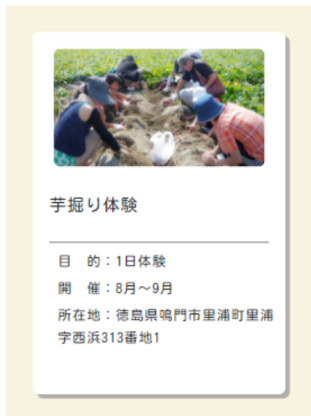 芋掘り体験
目　的：1日体験
開　催：8月～9月
所在地：徳島県鳴門市里浦町里浦
字西浜313番地1